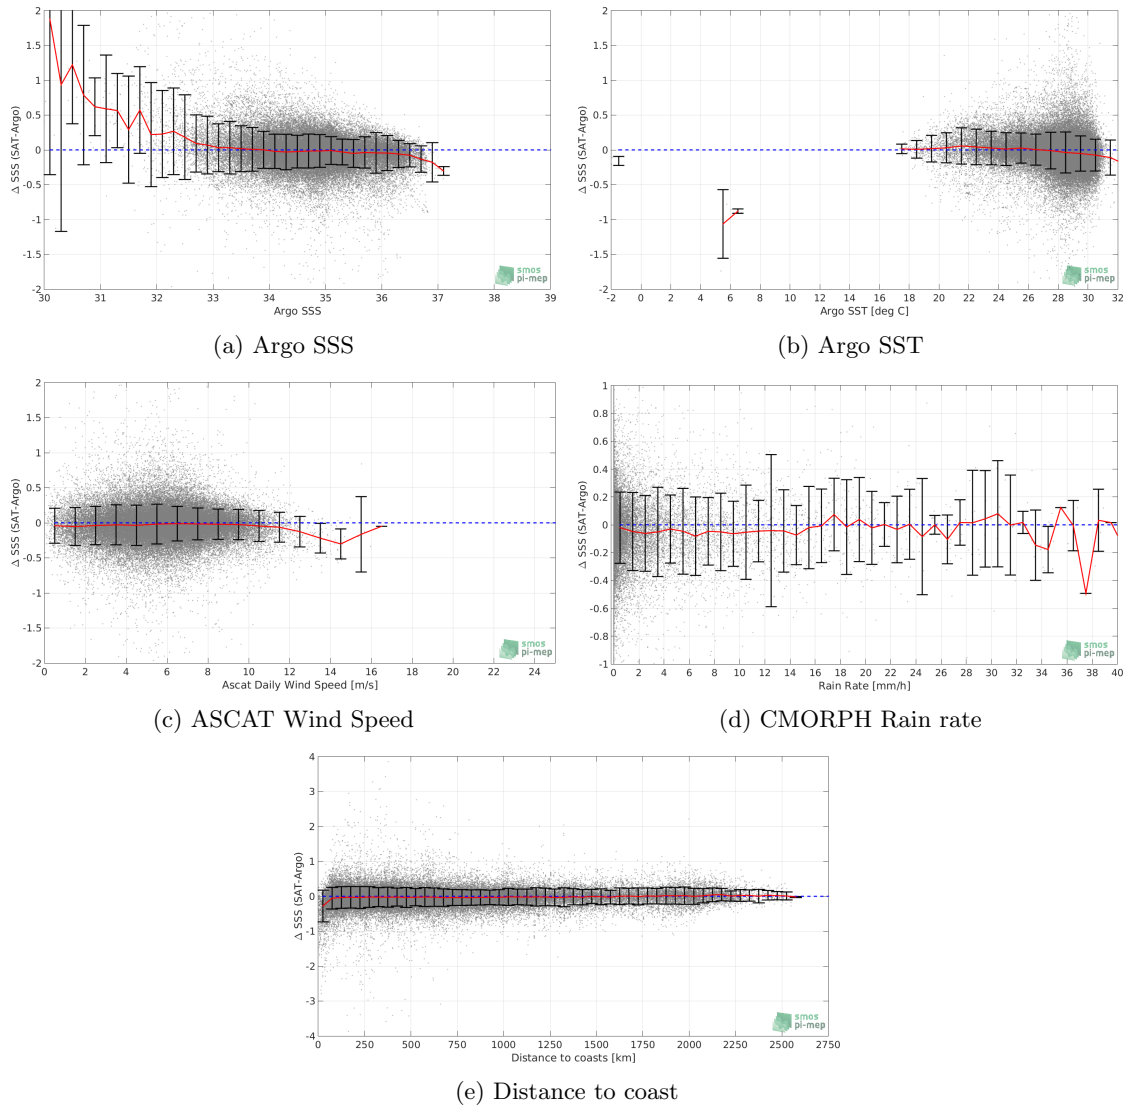 2
1.5
1
0.5
0
-0.5
-1
-1.5
-2
Δ SSS (SAT-Argo)
30 31 32 33 34 35 36 37 38 39
Argo SSS
smos
pi-mep
(a) Argo SSS
2
1.5
1
0.5
0
-0.5
-1
-1.5
-2
Δ SSS (SAT-Argo)
-2 0 2 4 6 8 10 12 14 16 18 20 22 24 26 28 30 32
Argo SST [deg C]
smos
pi-mep
(b) Argo SST
2
1.5
1
0.5
0
-0.5
-1
-1.5
-2
Δ SSS (SAT-Argo)
0 2 4 6 8 10 12 14 16 18 20 22 24
Ascat Daily Wind Speed [m/s]
smos
pi-mep
(c) ASCAT Wind Speed
1
0.8
0.6
0.4
0.2
0
-0.2
-0.4
-0.6
-0.8
-1
Δ SSS (SAT-Argo)
0 2 4 6 8 10 12 14 16 18 20 22 24 26 28 30 32 34 36 38 40
Rain Rate [mm/h]
smos
pi-mep
(d) CMORPH Rain rate
4
3
2
1
0
-1
-2
-3
-4
Δ SSS (SAT-Argo)
0 250 500 750 1000 1250 1500 1750 2000 2250 2500 2750
Distance to coasts [km]
smos
pi-mep
(e) Distance to coast